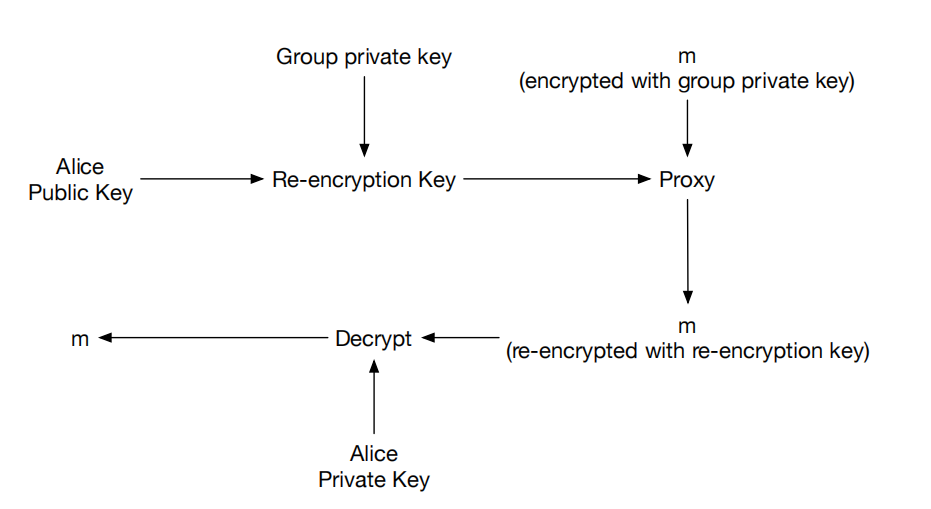 Group private key
m
(encrypted with group private key)
Alice
Public Key
Re-encryption Key
Proxy
m
Decrypt
m
(re-encrypted with re-encryption key)
Alice
Private Key